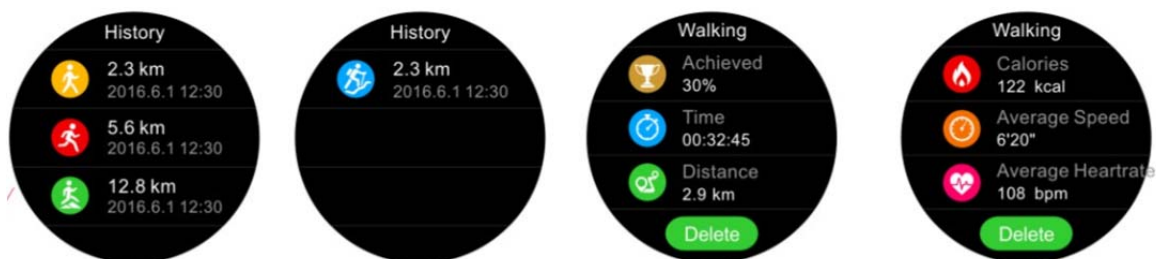 History
2.3 km
2016.6.1 12:30
5.6 km
2016.6.1 12:30
12.8 km
2016.6.1 12:30
History
2.3 km
2016.6.1 12:30
Walking
Achieved
30%
Time
00:32:45
Distance
2.9 km
Delete
Walking
Calories
122 kcal
Average Speed
6'20"
Average Heartrate
108 bpm
Delete